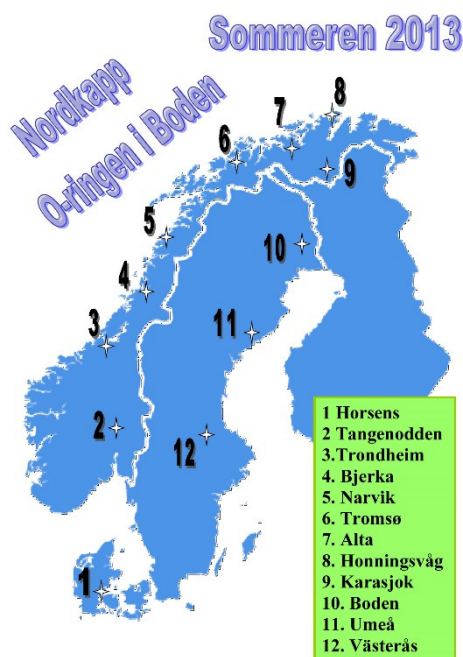 Sommeren 2013
Nordkapp
O-ringen i Boden
8
7
6
9
5
10
4
11
3
2
12
1
1 Horsens
2 Tangenodden
3.Trondheim
4. Bjerka
5. Narvik
6. Tromsø
7. Alta
8. Honningsvåg
9. Karasjok
10. Boden
11. Umeå
12. Västerås